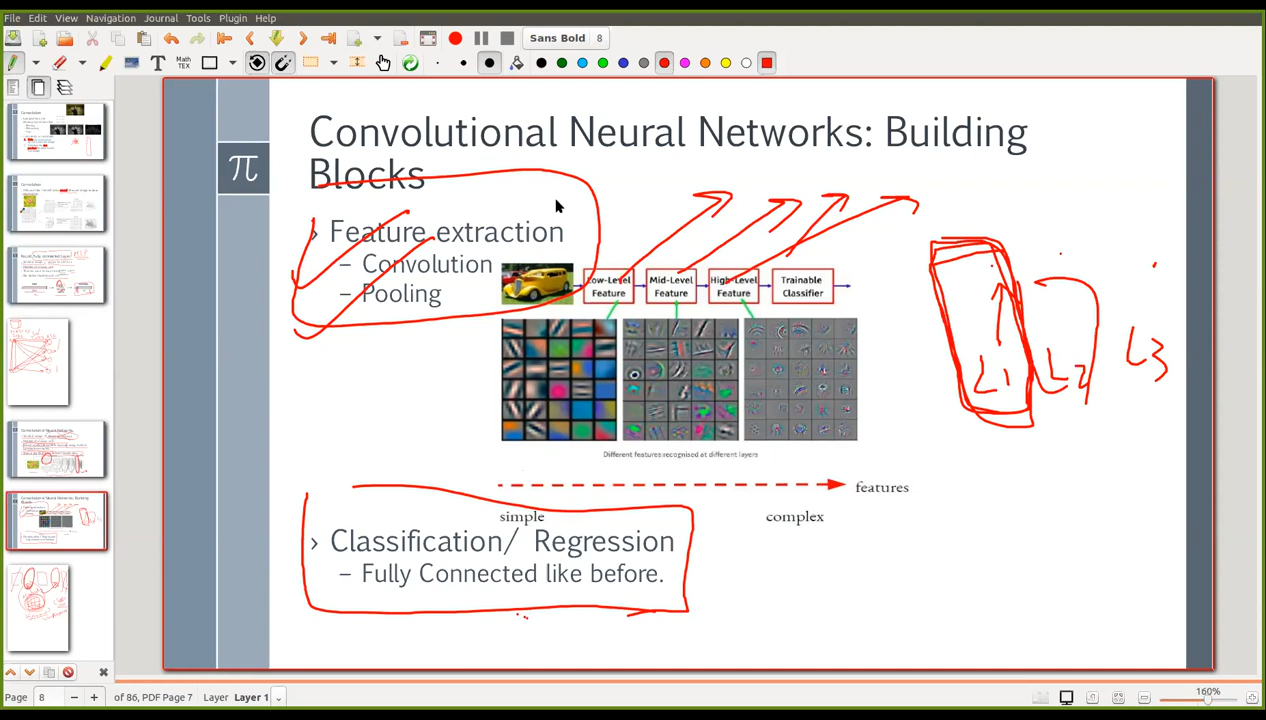 File Edit View Navigation Journal Tools Plugin Help
Sans Bold 8
T Math TEX
π
Convolutional Neural Networks: Building
Blocks
› Feature extraction
– Convolution
– Pooling
Low-Level Feature
Mid-Level Feature
High-Level Feature
Trainable Classifier
L1 L2 L3
Different features recognised at different layers
features
simple complex
› Classification/ Regression
– Fully Connected like before.
Page 8 of 86, PDF Page 7 Layer Layer 1 160%